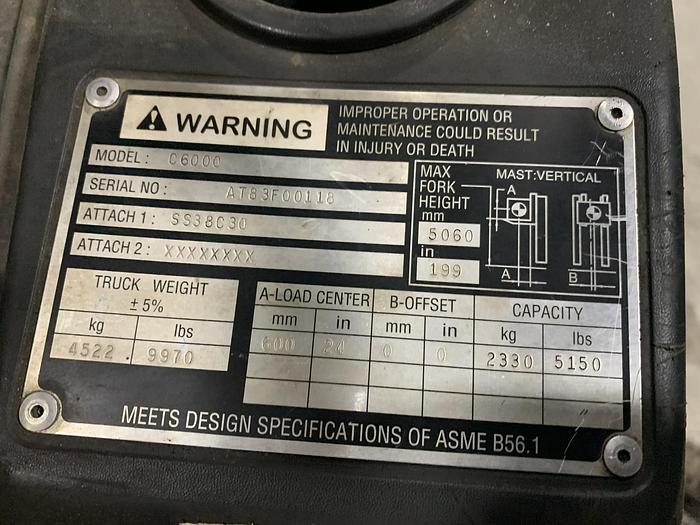 WARNING
IMPROPER OPERATION OR
MAINTENANCE COULD RESULT
IN INJURY OR DEATH
MODEL: C6000
SERIAL NO: AT83F00118
ATTACH 1: SS38C30
ATTACH 2: XXXXXXXX
MAX
FORK
HEIGHT
mm
5060
in
199
MAST:VERTICAL
A
A
B
TRUCK WEIGHT
±5%
kg lbs
4522. 9970
A-LOAD CENTER B-OFFSET CAPACITY
mm in mm in kg lbs
600 24 0 0 2330 5150
MEETS DESIGN SPECIFICATIONS OF ASME B56.1